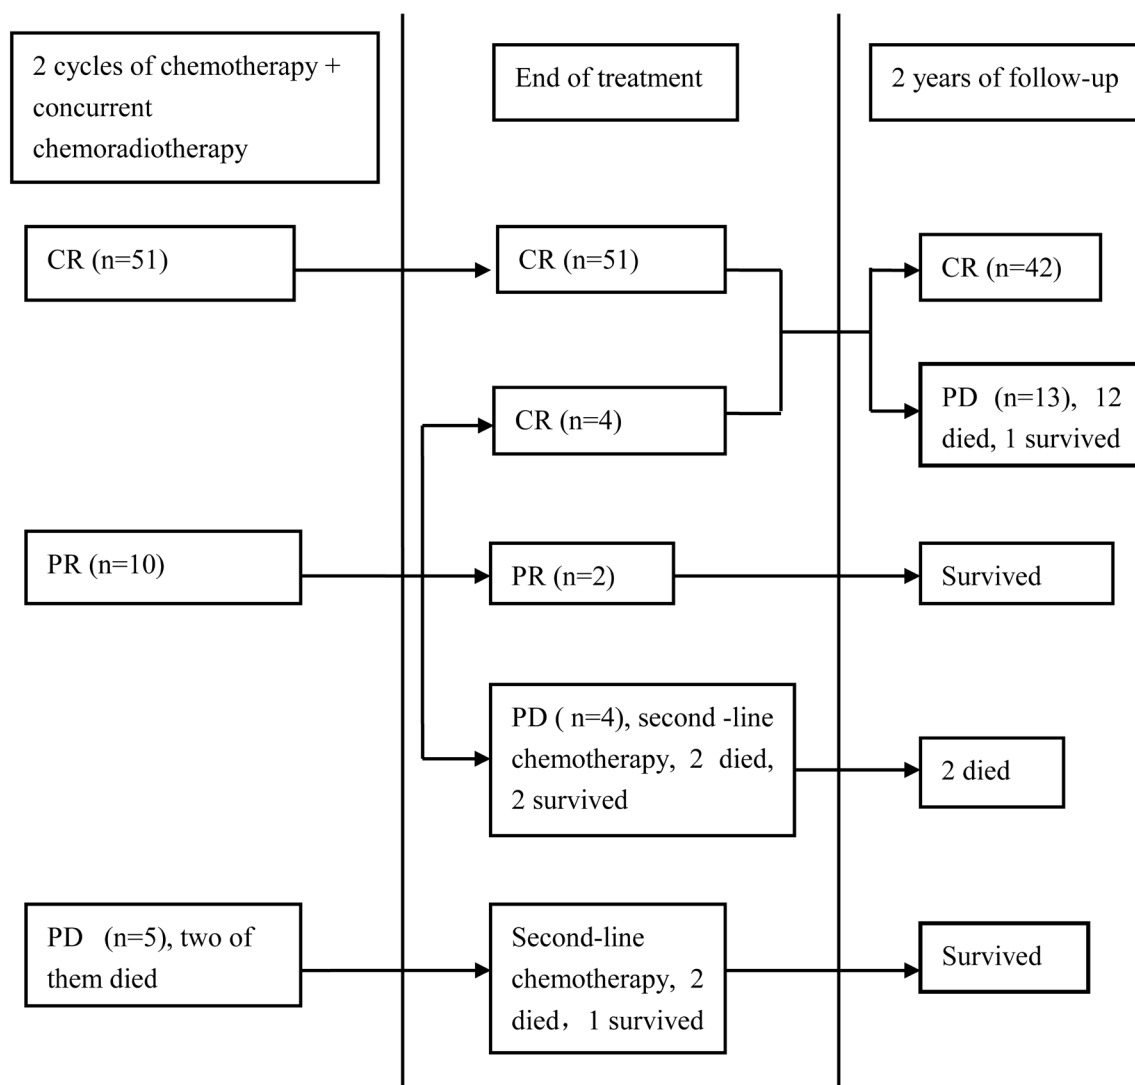 2 cycles of chemotherapy +
concurrent
chemoradiotherapy
End of treatment
2 years of follow-up
CR (n=51)
CR (n=51)
CR (n=42)
CR (n=4)
PD (n=13), 12
died, 1 survived
PR (n=10)
PR (n=2)
Survived
PD ( n=4), second -line
chemotherapy, 2 died,
2 survived
2 died
PD (n=5), two of
them died
Second-line
chemotherapy, 2
died，1 survived
Survived